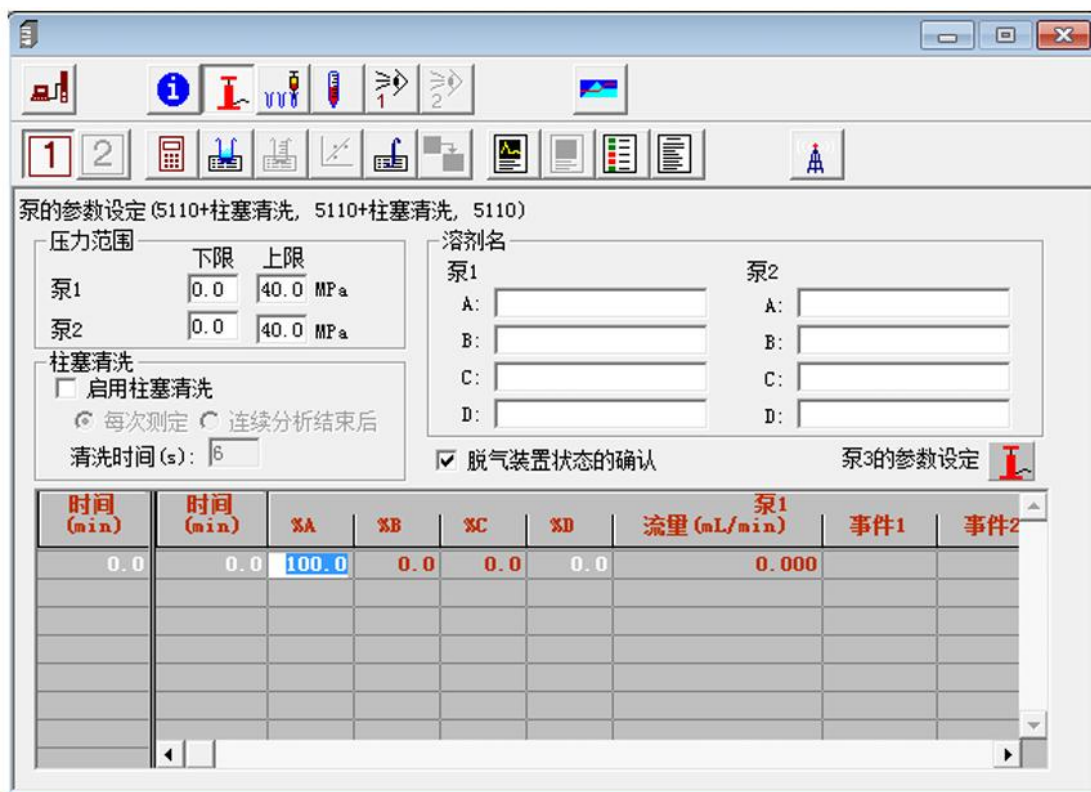 1 2
1 2
泵的参数设定(5110+柱塞清洗, 5110+柱塞清洗, 5110)
压力范围
下限 上限
泵1 0.0 40.0 MPa
泵2 0.0 40.0 MPa
柱塞清洗
启用柱塞清洗
每次测定 连续分析结束后
清洗时间(s): 6
溶剂名
泵1 泵2
A: A:
B: B:
C: C:
D: D:
脱气装置状态的确认 泵3的参数设定
泵1
时间 时间
(min) (min) %A %B %C %D 流量(mL/min) 事件1 事件2
0.0 0.0 100.0 0.0 0.0 0.0 0.000